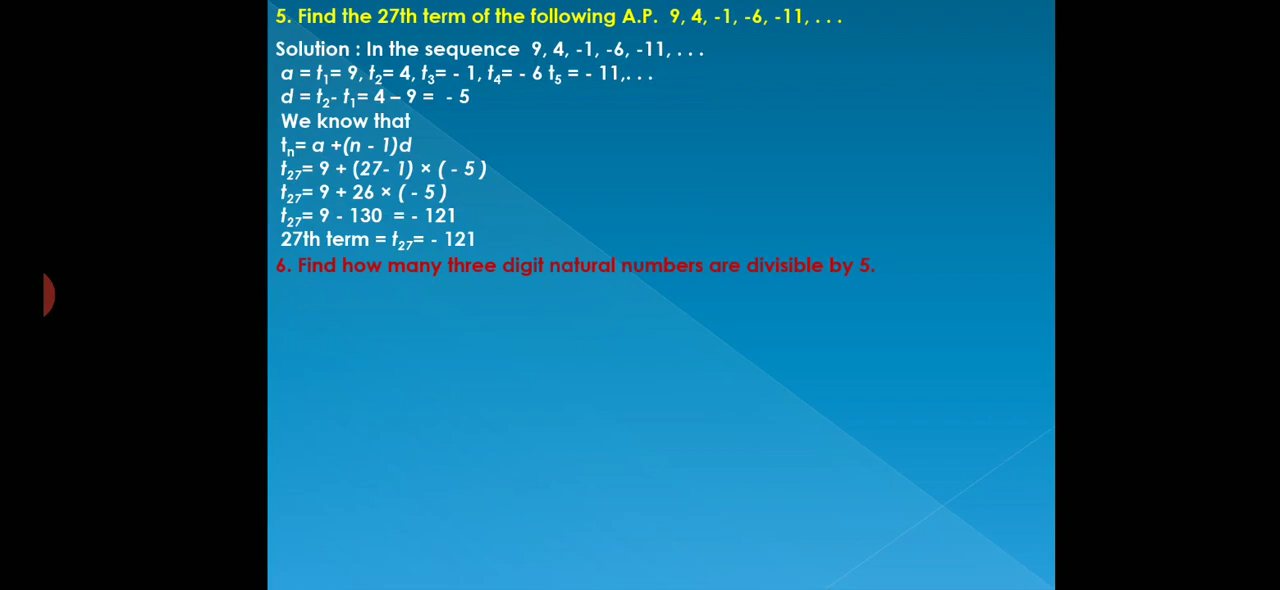 5. Find the 27th term of the following A.P. 9, 4, -1, -6, -11, . . .
Solution : In the sequence 9, 4, -1, -6, -11, . . .
a = t₁= 9, t₂= 4, t₃= - 1, t₄= - 6 t₅ = - 11,. . .
d = t₂- t₁= 4 – 9 = - 5
We know that
tₙ= a +(n - 1)d
t₂₇= 9 + (27- 1) × ( - 5 )
t₂₇= 9 + 26 × ( - 5 )
t₂₇= 9 - 130 = - 121
27th term = t₂₇= - 121
6. Find how many three digit natural numbers are divisible by 5.